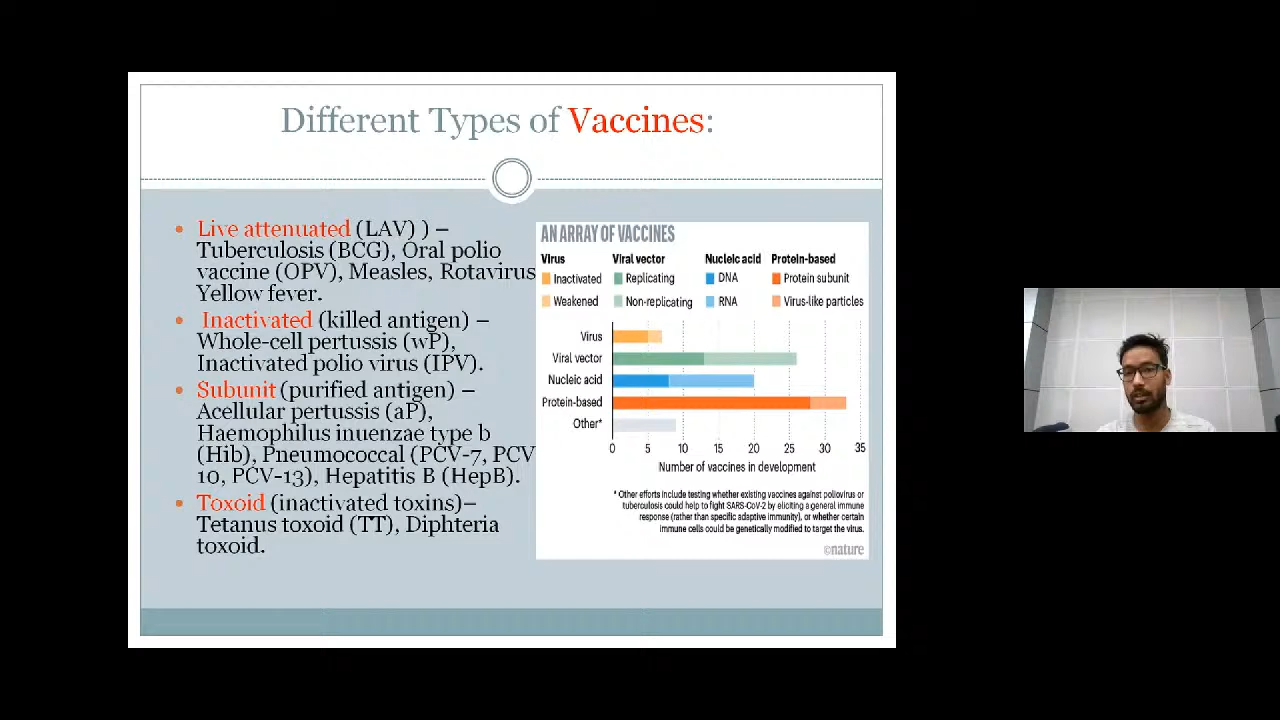 Different Types of Vaccines:
• Live attenuated (LAV) ) –
Tuberculosis (BCG), Oral polio
vaccine (OPV), Measles, Rotavirus
Yellow fever.
• Inactivated (killed antigen) –
Whole-cell pertussis (wP),
Inactivated polio virus (IPV).
• Subunit (purified antigen) –
Acellular pertussis (aP),
Haemophilus inuenzae type b
(Hib), Pneumococcal (PCV-7, PCV
10, PCV-13), Hepatitis B (HepB).
• Toxoid (inactivated toxins)–
Tetanus toxoid (TT), Diphteria
toxoid.
AN ARRAY OF VACCINES
Virus Viral vector Nucleic acid Protein-based
Inactivated Replicating DNA Protein subunit
Weakened Non-replicating RNA Virus-like particles
Virus
Viral vector
Nucleic acid
Protein-based
Other*
0 5 10 15 20 25 30 35
Number of vaccines in development
* Other efforts include testing whether existing vaccines against poliovirus or
tuberculosis could help to fight SARS-CoV-2 by eliciting a general immune
response (rather than specific adaptive immunity), or whether certain
immune cells could be genetically modified to target the virus.
©nature